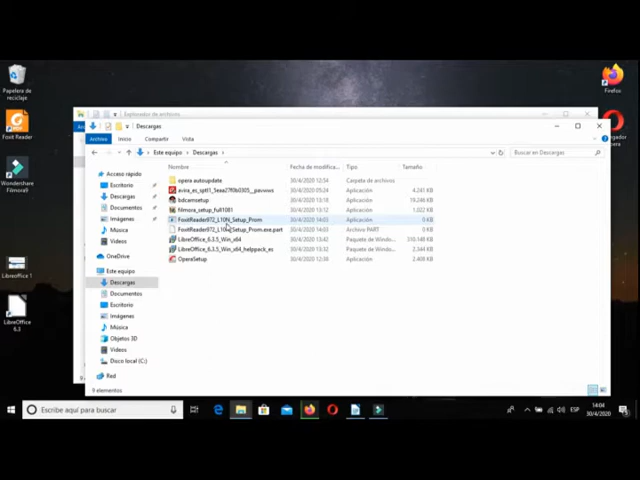 Papelera de
reciclaje
Foxit Reader
Wondershare
Filmora9
Libreoffice 1
LibreOffice
6.3
Firefox
Opera
Explorador de archivos
Descargas
Archivo Inicio Compartir Vista
Este equipo > Descargas >
Buscar en Descargas
Nombre Fecha de modifica... Tipo Tamaño
opera autoupdate 30/4/2020 12:54 Carpeta de archivos
30/4/2020 09:24 Aplicación 4.241 KB
bdcamsetup 30/4/2020 13:18 Aplicación 19.246 KB
filmora_setup_full1081 30/4/2020 13:12 Aplicación 1.022 KB
FoxitReader972_L10N_Setup_Prom 30/4/2020 14:03 Aplicación 0 KB
FoxitReader972_L10N_Setup_Prom.exe.part 30/4/2020 14:03 Archivo PART 0 KB
LibreOffice_6.3.5_Win_x64 30/4/2020 13:42 Paquete de Windo... 310.148 KB
LibreOffice_6.3.5_Win_x64_helppack_es 30/4/2020 13:32 Paquete de Windo... 2.344 KB
OperaSetup 30/4/2020 12:38 Aplicación 2.409 KB
Acceso rápido
Escritorio
Descargas
Documentos
Imágenes
Música
Videos
OneDrive
Este equipo
Descargas
Documentos
Escritorio
Imágenes
Música
Objetos 3D
Videos
Disco local (C:)
Red
9 elementos
Escribe aquí para buscar
ESP
14:04
30/4/2020